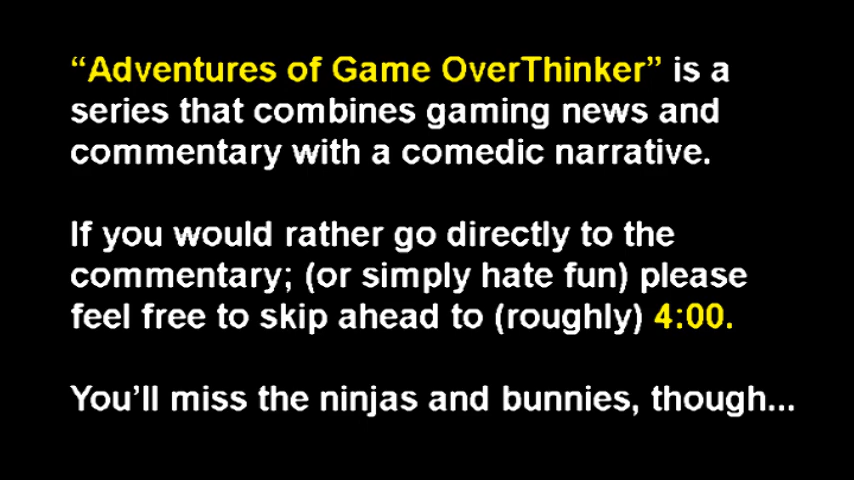 “Adventures of Game OverThinker” is a
series that combines gaming news and
commentary with a comedic narrative.
If you would rather go directly to the
commentary; (or simply hate fun) please
feel free to skip ahead to (roughly) 4:00.
You’ll miss the ninjas and bunnies, though...